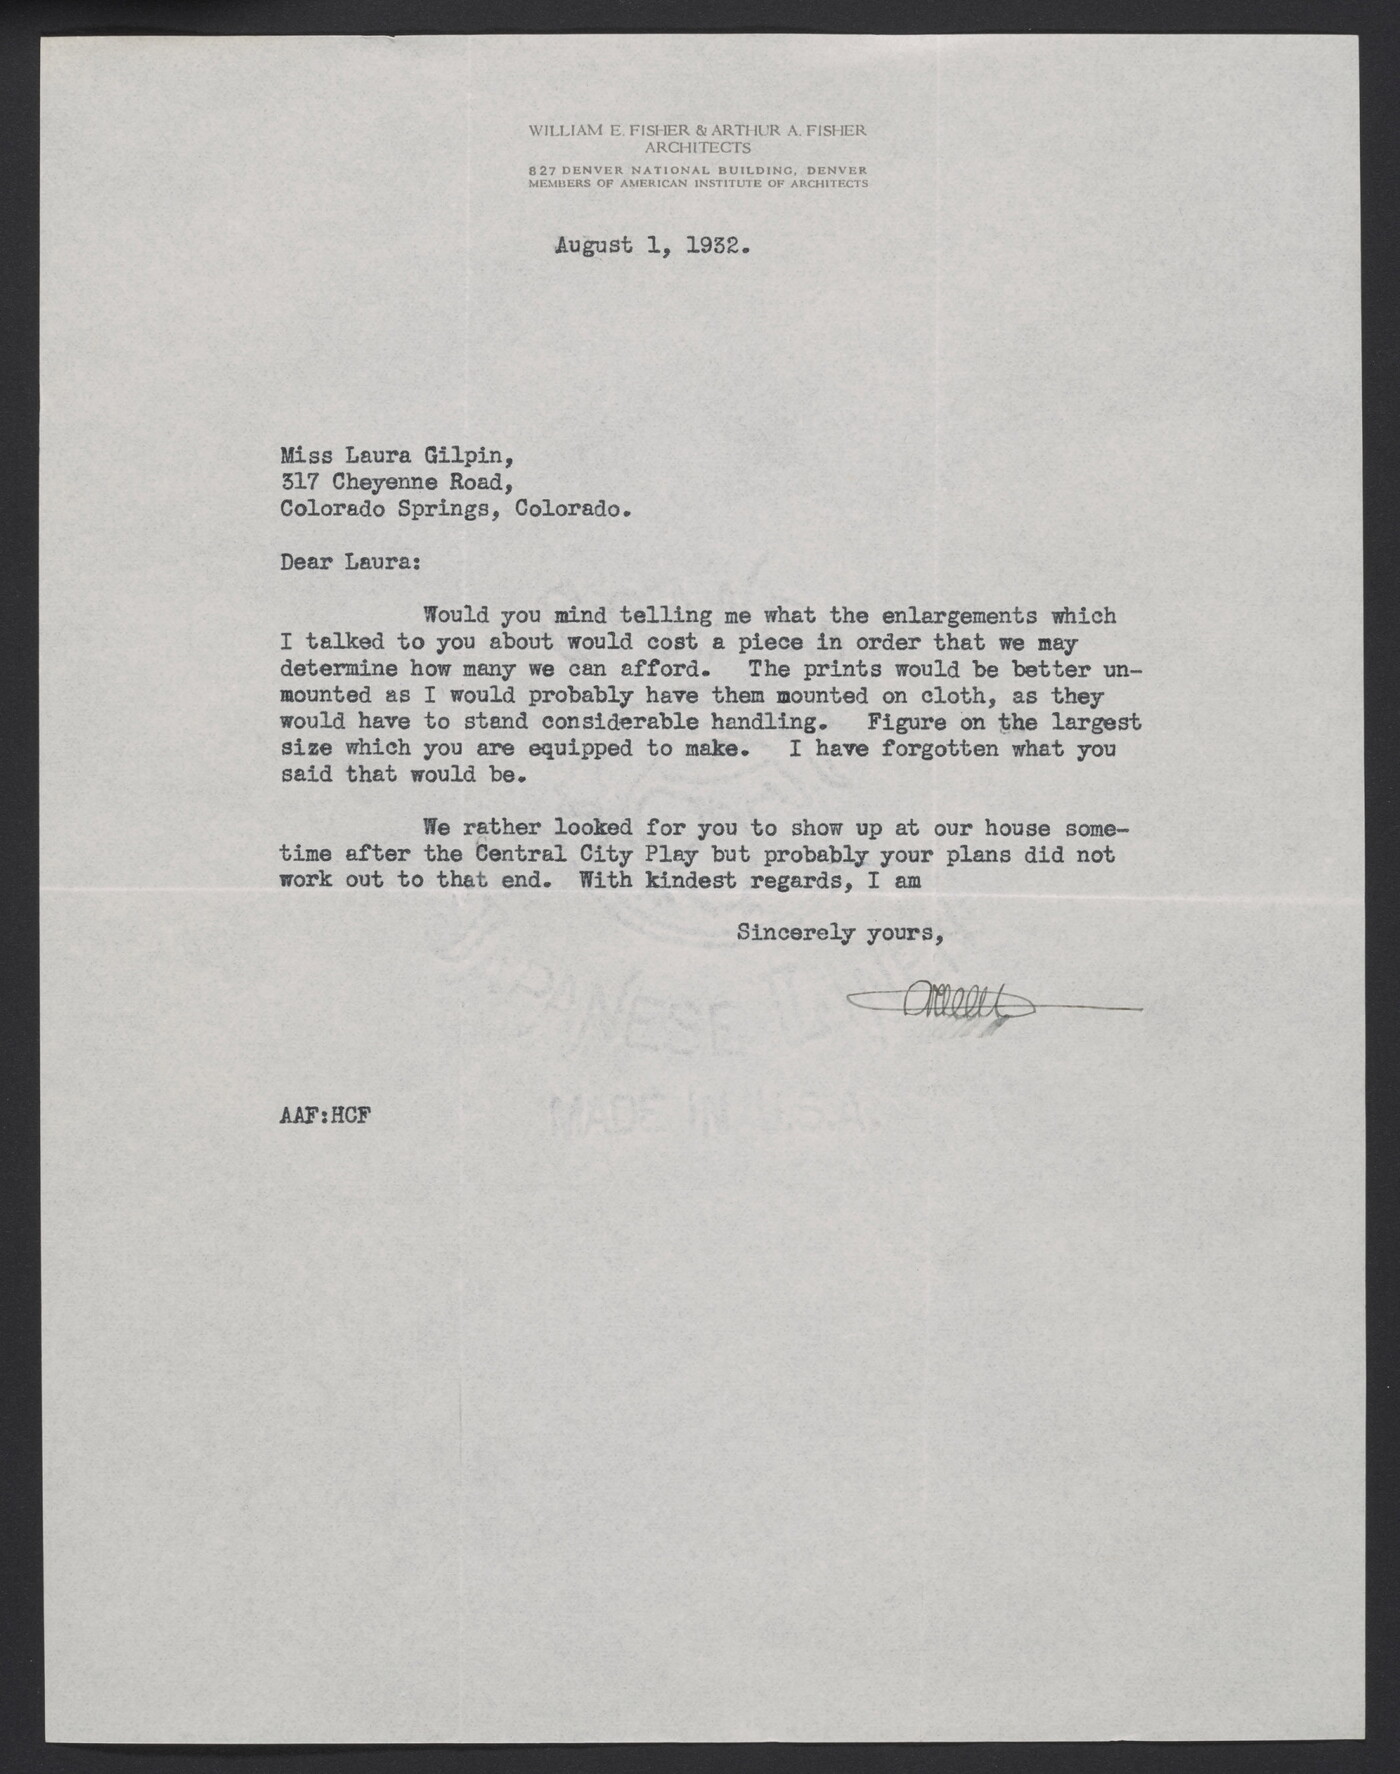 WILLIAM E. FISHER & ARTHUR A. FISHER
ARCHITECTS
827 DENVER NATIONAL BUILDING, DENVER
MEMBERS OF AMERICAN INSTITUTE OF ARCHITECTS
August 1, 1932.
Miss Laura Gilpin,
317 Cheyenne Road,
Colorado Springs, Colorado.
Dear Laura:
Would you mind telling me what the enlargements which
I talked to you about would cost a piece in order that we may
determine how many we can afford. The prints would be better un-
mounted as I would probably have them mounted on cloth, as they
would have to stand considerable handling. Figure on the largest
size which you are equipped to make. I have forgotten what you
said that would be.
We rather looked for you to show up at our house some-
time after the Central City Play but probably your plans did not
work out to that end. With kindest regards, I am
Sincerely yours,
AAF:HCF
MADE IN U.S.A.